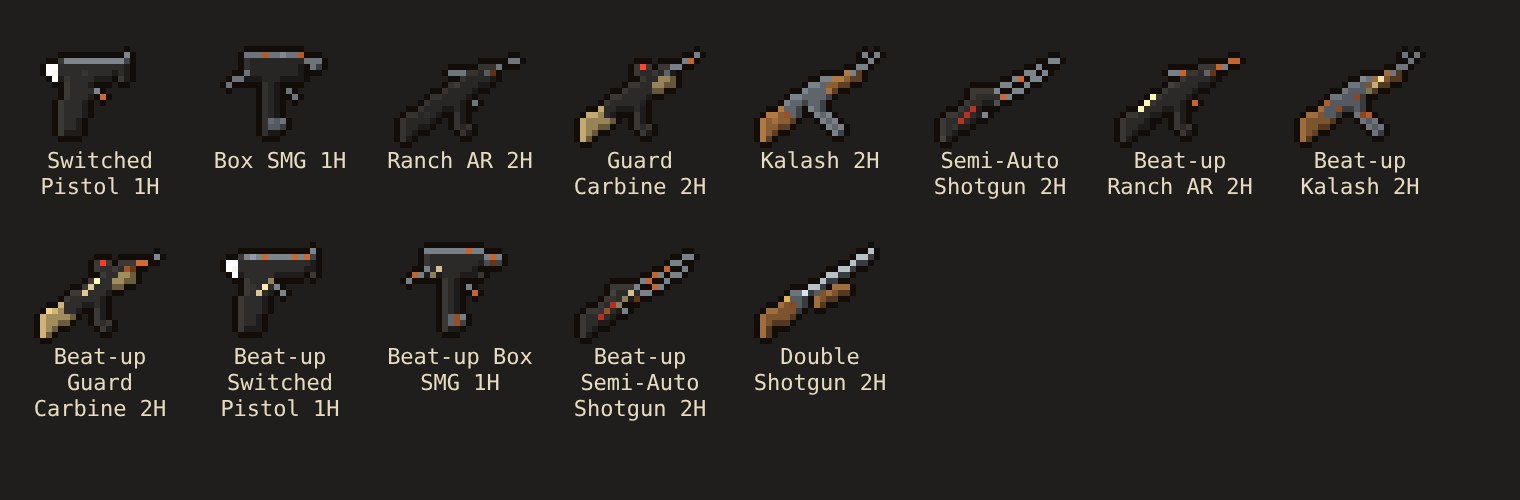 Switched
Pistol 1H
Box SMG 1H
Ranch AR 2H
Guard
Carbine 2H
Kalash 2H
Semi-Auto
Shotgun 2H
Beat-up
Ranch AR 2H
Beat-up
Kalash 2H
Beat-up
Guard
Carbine 2H
Beat-up
Switched
Pistol 1H
Beat-up Box
SMG 1H
Beat-up
Semi-Auto
Shotgun 2H
Double
Shotgun 2H